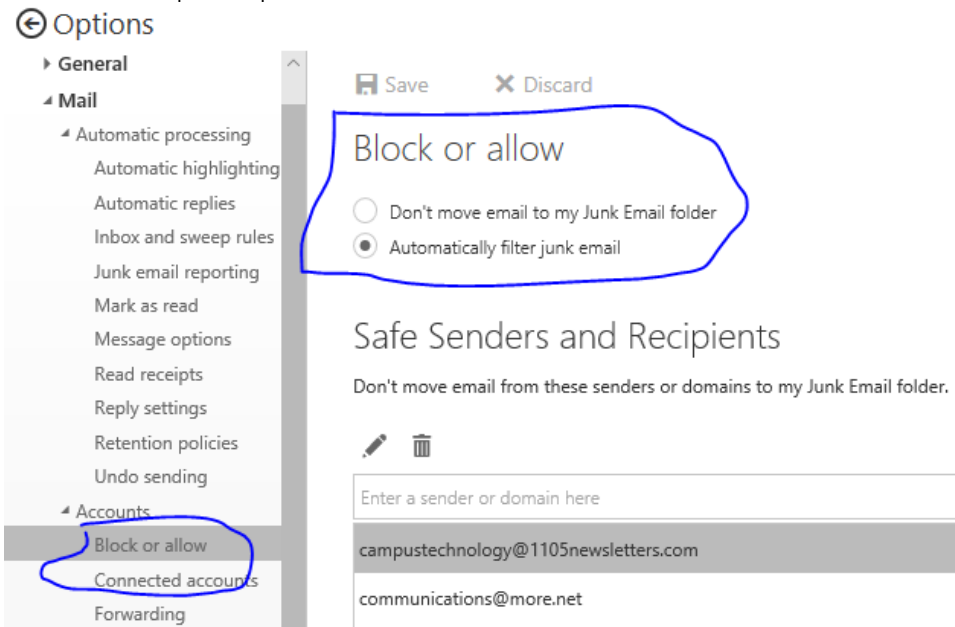 Options
General
Mail
Automatic processing
Automatic highlighting
Automatic replies
Inbox and sweep rules
Junk email reporting
Mark as read
Message options
Read receipts
Reply settings
Retention policies
Undo sending
Accounts
Block or allow
Connected accounts
Forwarding
Save Discard
Block or allow
Don't move email to my Junk Email folder
Automatically filter junk email
Safe Senders and Recipients
Don't move email from these senders or domains to my Junk Email folder.
Enter a sender or domain here
campustechnology@1105newsletters.com
communications@more.net